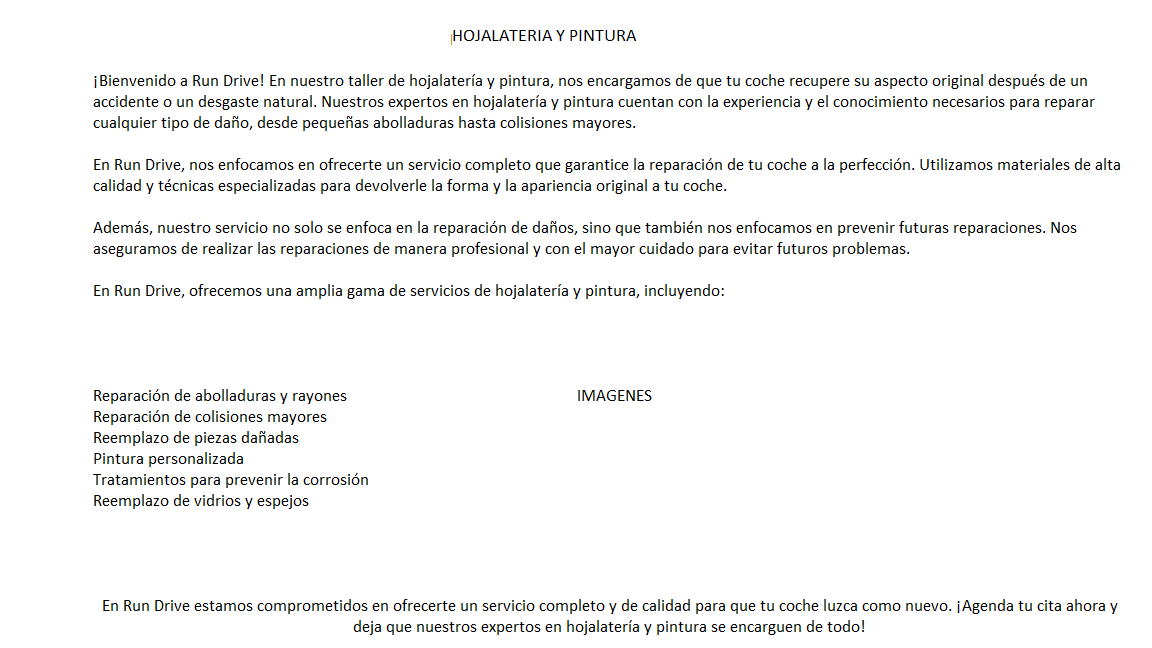 HOJALATERIA Y PINTURA
¡Bienvenido a Run Drive! En nuestro taller de hojalatería y pintura, nos encargamos de que tu coche recupere su aspecto original después de un
accidente o un desgaste natural. Nuestros expertos en hojalatería y pintura cuentan con la experiencia y el conocimiento necesarios para reparar
cualquier tipo de daño, desde pequeñas abolladuras hasta colisiones mayores.
En Run Drive, nos enfocamos en ofrecerte un servicio completo que garantice la reparación de tu coche a la perfección. Utilizamos materiales de alta
calidad y técnicas especializadas para devolverle la forma y la apariencia original a tu coche.
Además, nuestro servicio no solo se enfoca en la reparación de daños, sino que también nos enfocamos en prevenir futuras reparaciones. Nos
aseguramos de realizar las reparaciones de manera profesional y con el mayor cuidado para evitar futuros problemas.
En Run Drive, ofrecemos una amplia gama de servicios de hojalatería y pintura, incluyendo:
Reparación de abolladuras y rayones
Reparación de colisiones mayores
Reemplazo de piezas dañadas
Pintura personalizada
Tratamientos para prevenir la corrosión
Reemplazo de vidrios y espejos
IMAGENES
En Run Drive estamos comprometidos en ofrecerte un servicio completo y de calidad para que tu coche luzca como nuevo. ¡Agenda tu cita ahora y
deja que nuestros expertos en hojalatería y pintura se encarguen de todo!